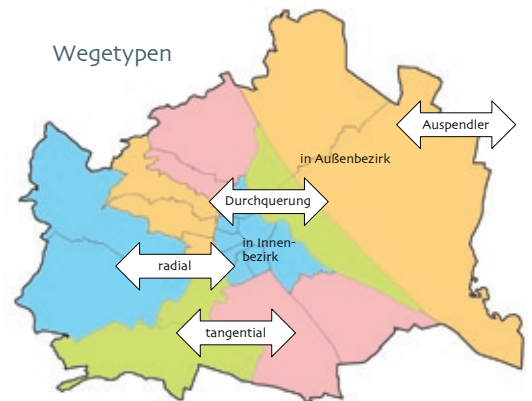 Wegetypen
Auspendler
in Außenbezirk
Durchquerung
in Innen-
bezirk
radial
tangential